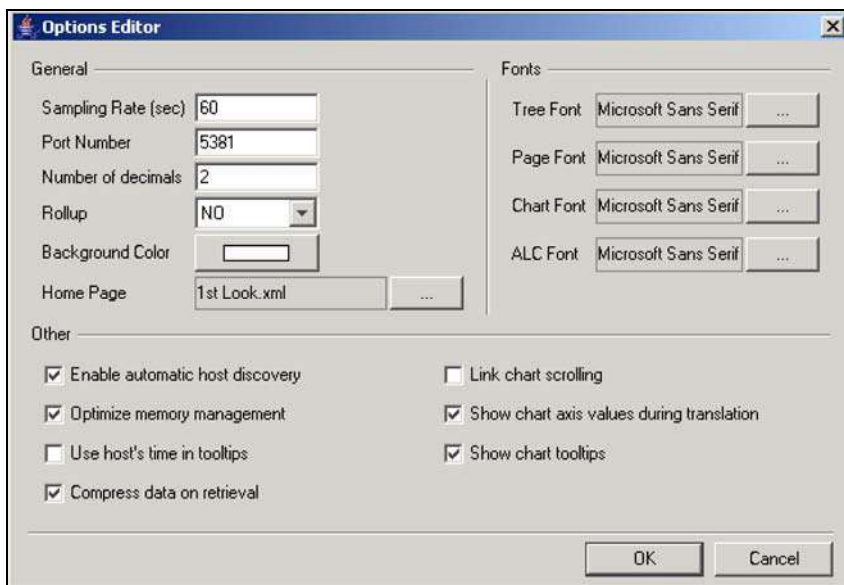 Options Editor
General
Sampling Rate (sec) 60
Port Number 5381
Number of decimals 2
Rollup NO
Background Color
Home Page 1st Look.xml ...
Fonts
Tree Font Microsoft Sans Serif ...
Page Font Microsoft Sans Serif ...
Chart Font Microsoft Sans Serif ...
ALC Font Microsoft Sans Serif ...
Other
Enable automatic host discovery
Optimize memory management
Use host's time in tooltips
Compress data on retrieval
Link chart scrolling
Show chart axis values during translation
Show chart tooltips
OK Cancel